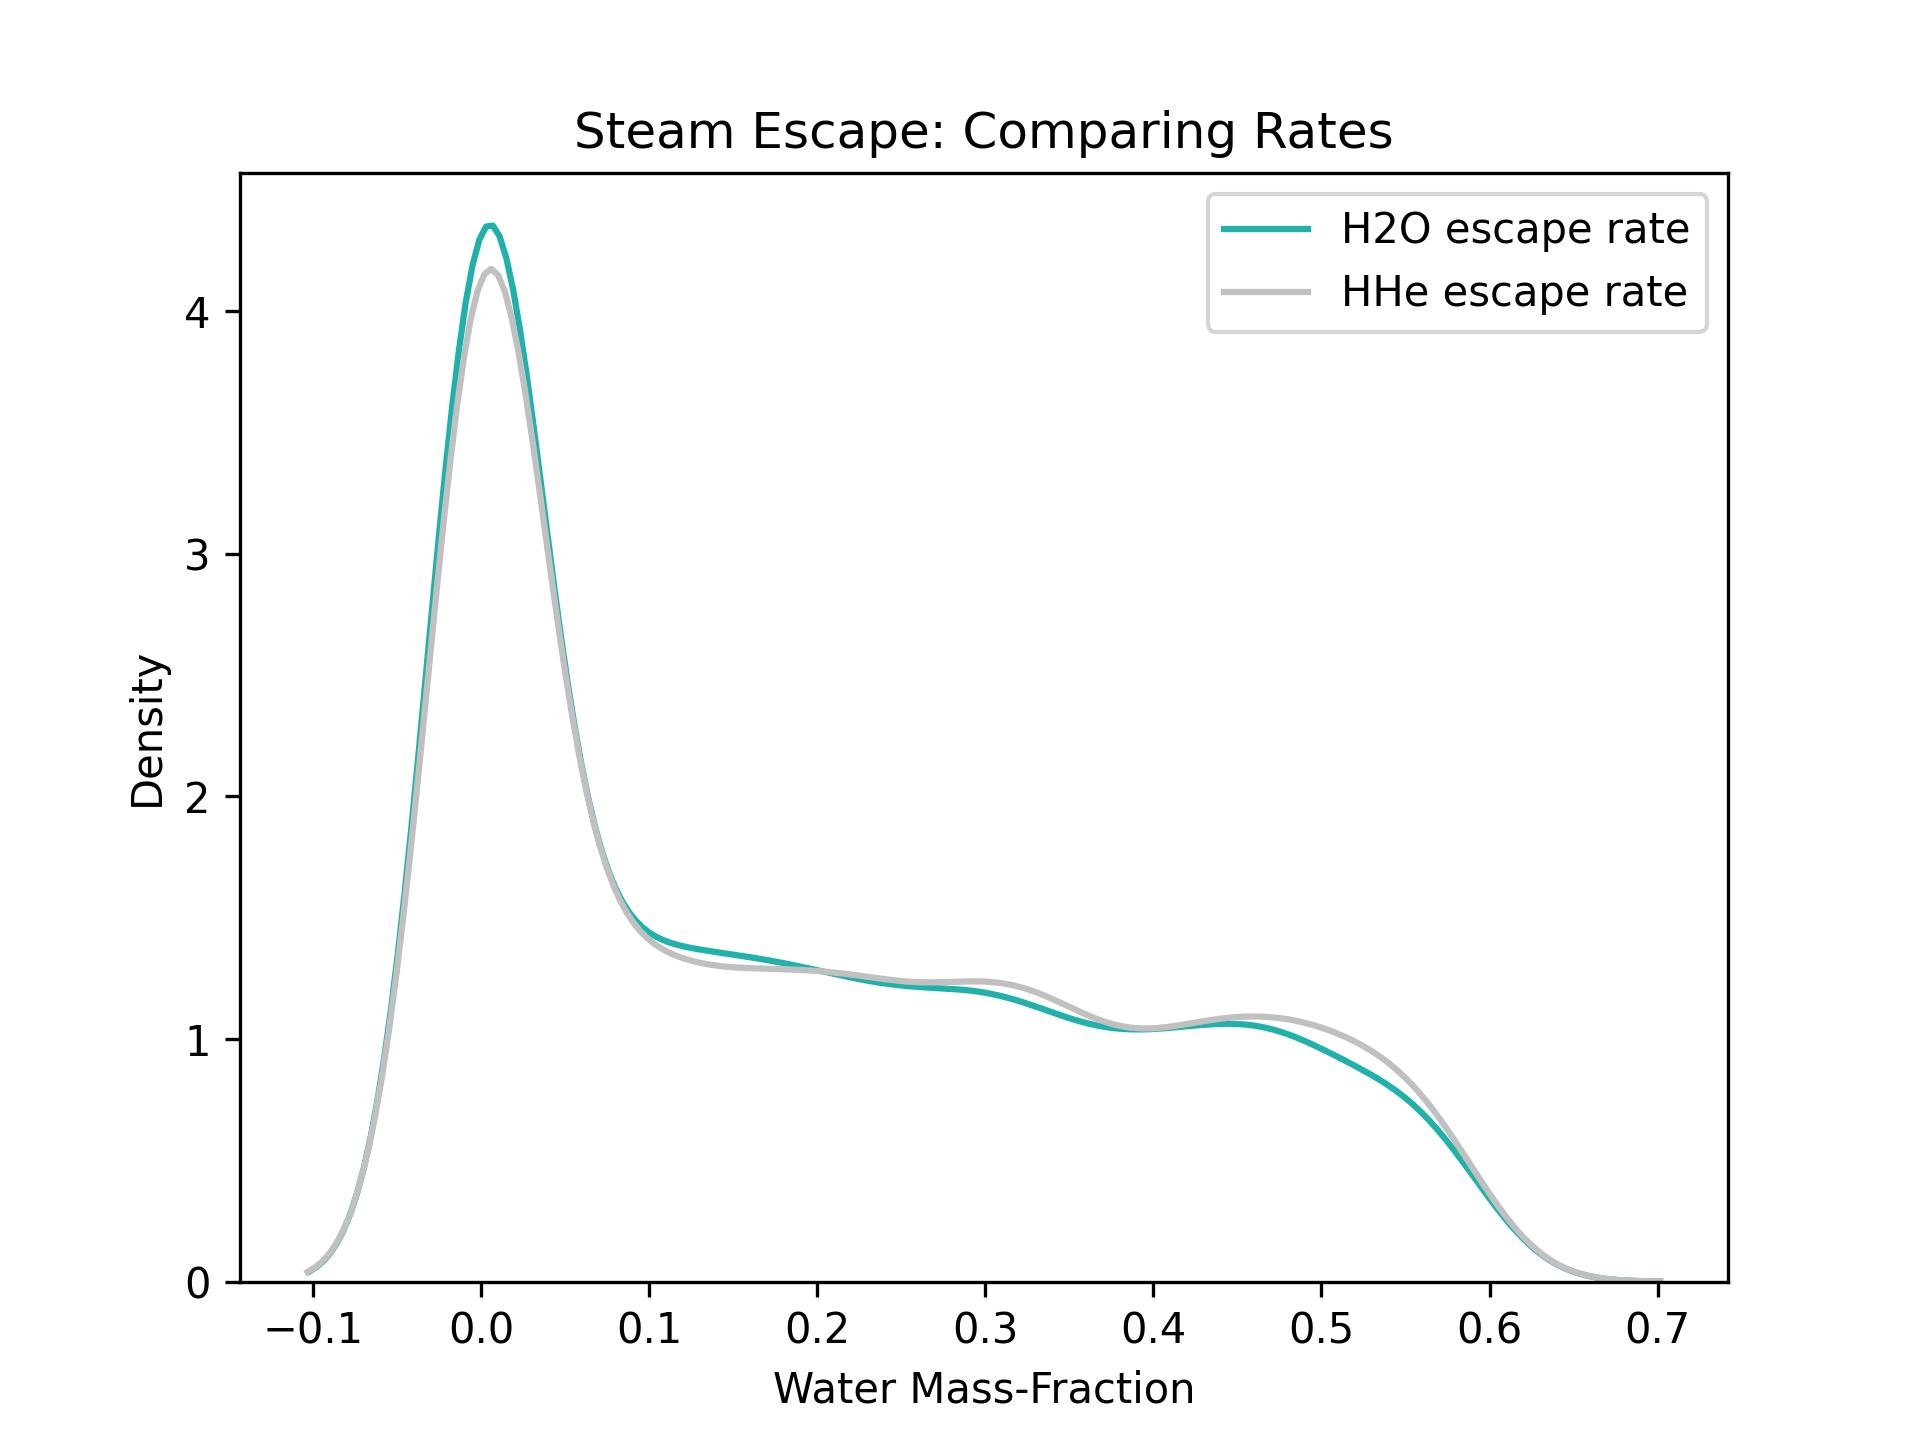 Steam Escape: Comparing Rates
H2O escape rate
HHe escape rate
4
3
2
1
0
Density
−0.1 0.0 0.1 0.2 0.3 0.4 0.5 0.6 0.7
Water Mass-Fraction